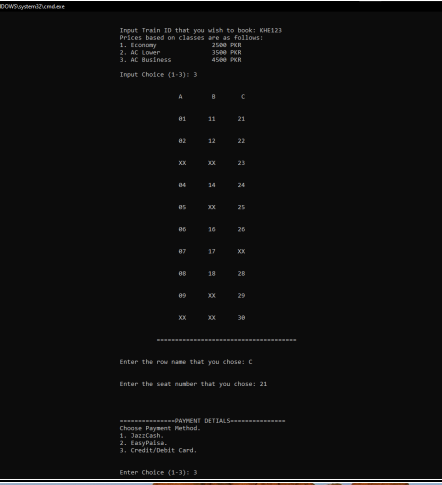 DOWS\system32\cmd.exe
Input Train ID that you wish to book: KHE123
Prices based on classes are as follows:
1. Economy 2500 PKR
2. AC Lower 3500 PKR
3. AC Business 4500 PKR
Input Choice (1-3): 3
A B C
01 11 21
02 12 22
XX XX 23
04 14 24
05 XX 25
06 16 26
07 17 XX
08 18 28
09 XX 29
XX XX 30
======================================
Enter the row name that you chose: C
Enter the seat number that you chose: 21
===============PAYMENT DETIALS===============
Choose Payment Method.
1. JazzCash.
2. EasyPaisa.
3. Credit/Debit Card.
Enter Choice (1-3): 3